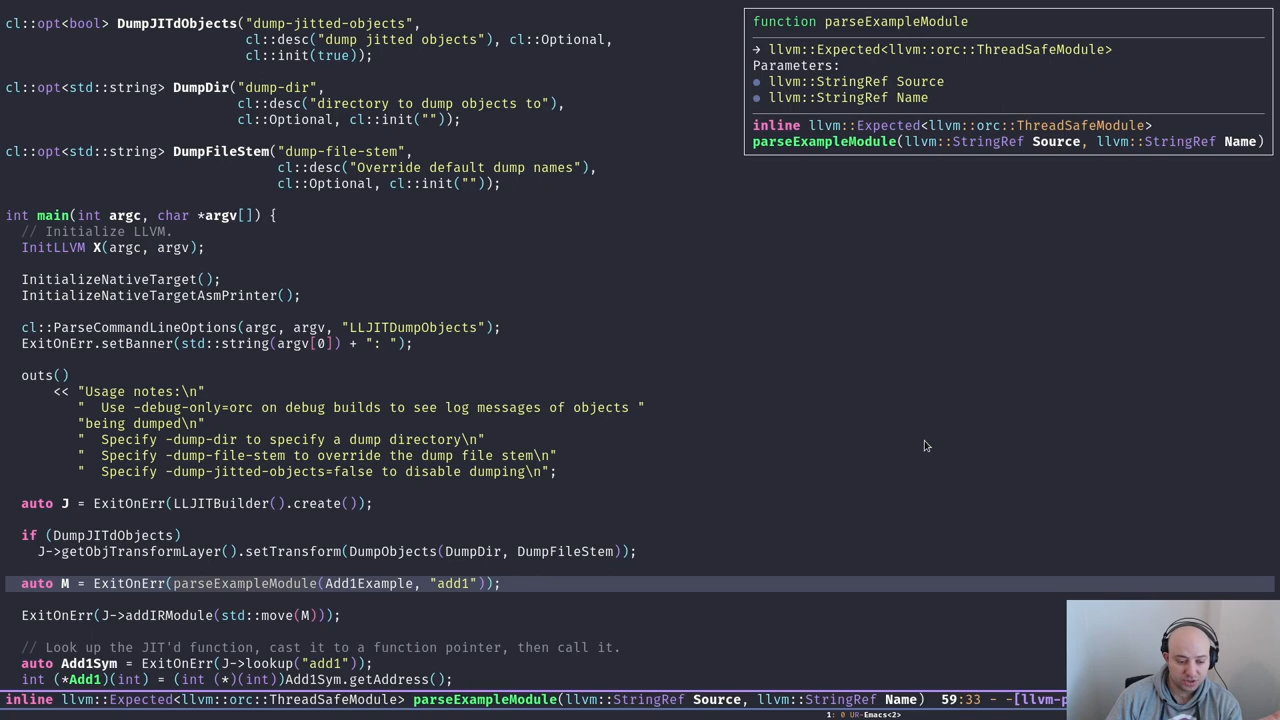 cl::opt<bool> DumpJITdObjects("dump-jitted-objects",
cl::desc("dump jitted objects"), cl::Optional,
cl::init(true));
cl::opt<std::string> DumpDir("dump-dir",
cl::desc("directory to dump objects to"),
cl::Optional, cl::init(""));
cl::opt<std::string> DumpFileStem("dump-file-stem",
cl::desc("Override default dump names"),
cl::Optional, cl::init(""));
int main(int argc, char *argv[]) {
// Initialize LLVM.
InitLLVM X(argc, argv);
InitializeNativeTarget();
InitializeNativeTargetAsmPrinter();
cl::ParseCommandLineOptions(argc, argv, "LLJITDumpObjects");
ExitOnErr.setBanner(std::string(argv[0]) + ": ");
outs()
<< "Usage notes:\n"
"  Use -debug-only=orc on debug builds to see log messages of objects "
"being dumped\n"
"  Specify -dump-dir to specify a dump directory\n"
"  Specify -dump-file-stem to override the dump file stem\n"
"  Specify -dump-jitted-objects=false to disable dumping\n";
auto J = ExitOnErr(LLJITBuilder().create());
if (DumpJITdObjects)
J->getObjTransformLayer().setTransform(DumpObjects(DumpDir, DumpFileStem));
auto M = ExitOnErr(parseExampleModule(Add1Example, "add1"));
ExitOnErr(J->addIRModule(std::move(M)));
// Look up the JIT'd function, cast it to a function pointer, then call it.
auto Add1Sym = ExitOnErr(J->lookup("add1"));
int (*Add1)(int) = (int (*)(int))Add1Sym.getAddress();
function parseExampleModule
→ llvm::Expected<llvm::orc::ThreadSafeModule>
Parameters:
● llvm::StringRef Source
● llvm::StringRef Name
inline llvm::Expected<llvm::orc::ThreadSafeModule>
parseExampleModule(llvm::StringRef Source, llvm::StringRef Name)
inline llvm::Expected<llvm::orc::ThreadSafeModule> parseExampleModule(llvm::StringRef Source, llvm::StringRef Name)  59:33 - -[llvm-p
1: 0 UR-Emacs<2>